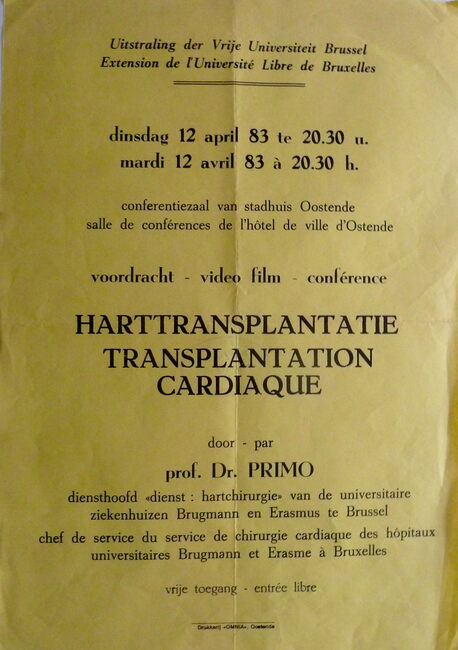 Uitstraling der Vrije Universiteit Brussel
Extension de l'Université Libre de Bruxelles
dinsdag 12 april 83 te 20.30 u.
mardi 12 avril 83 à 20.30 h.
conferentiezaal van stadhuis Oostende
salle de conférences de l'hôtel de ville d'Ostende
voordracht - video film - conférence
HARTTRANSPLANTATIE
TRANSPLANTATION
CARDIAQUE
door - par
prof. Dr. PRIMO
diensthoofd «dienst : hartchirurgie» van de universitaire
ziekenhuizen Brugmann en Erasmus te Brussel
chef de service du service de chirurgie cardiaque des hôpitaux
universitaires Brugmann et Erasme à Bruxelles
vrije toegang - entrée libre
Drukkerij «OMNIA», Oostende